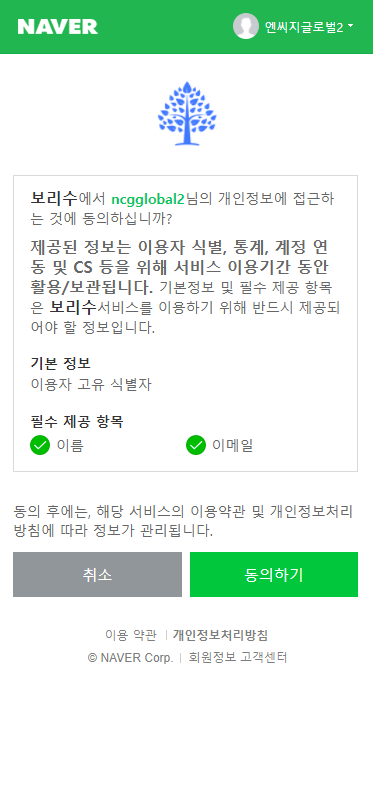 NAVER
엔씨지글로벌2
보리수에서 ncgglobal2님의 개인정보에 접근하
는 것에 동의하십니까?
제공된 정보는 이용자 식별, 통계, 계정 연
동 및 CS 등을 위해 서비스 이용기간 동안
활용/보관됩니다. 기본정보 및 필수 제공 항목
은 보리수서비스를 이용하기 위해 반드시 제공되
어야 할 정보입니다.
기본 정보
이용자 고유 식별자
필수 제공 항목
이름 이메일
동의 후에는, 해당 서비스의 이용약관 및 개인정보처리
방침에 따라 정보가 관리됩니다.
취소 동의하기
이용 약관 | 개인정보처리방침
© NAVER Corp. | 회원정보 고객센터